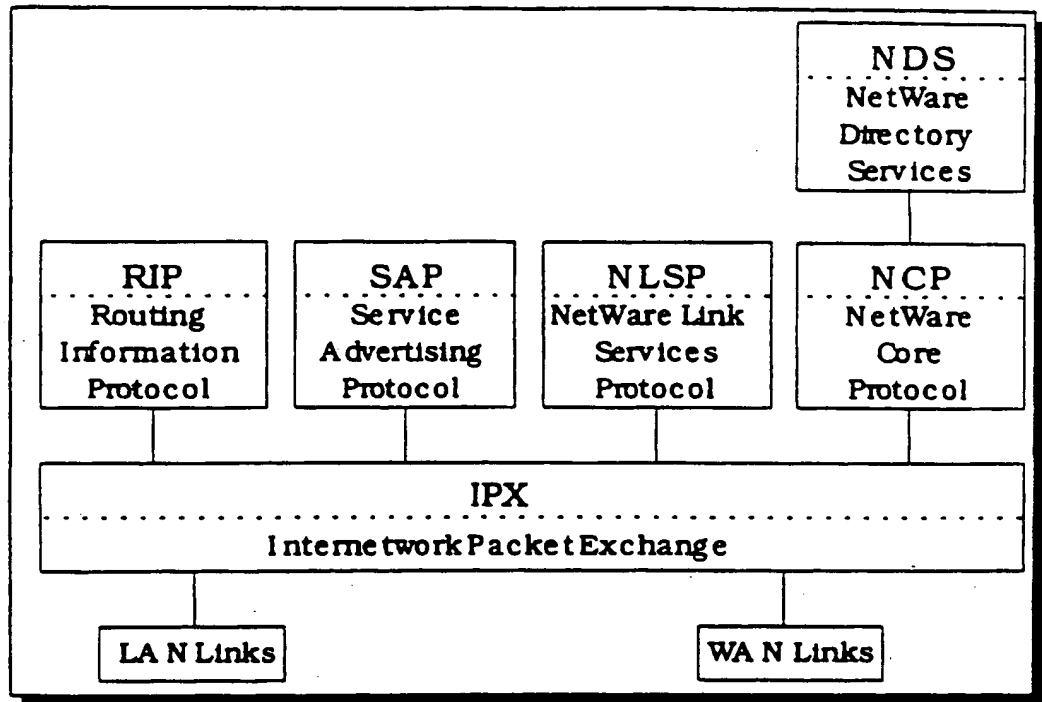 NDS
NetWare
Directory
Services
RIP
Routing
Information
Protocol
SAP
Service
Advertising
Protocol
NLSP
NetWare Link
Services
Protocol
NCP
NetWare
Core
Protocol
IPX
Internetwork Packet Exchange
LAN Links
WAN Links